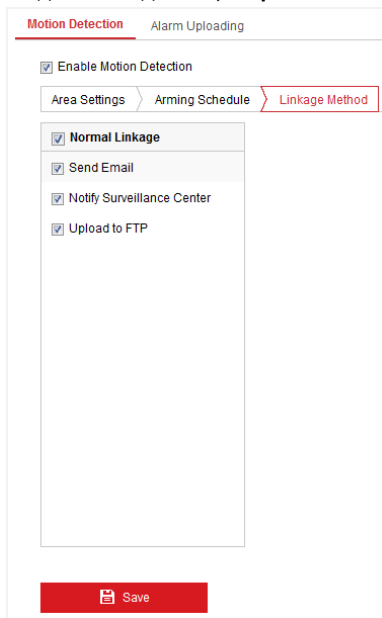 Motion Detection Alarm Uploading
Enable Motion Detection
Area Settings Arming Schedule Linkage Method
Normal Linkage
Send Email
Notify Surveillance Center
Upload to FTP
Save